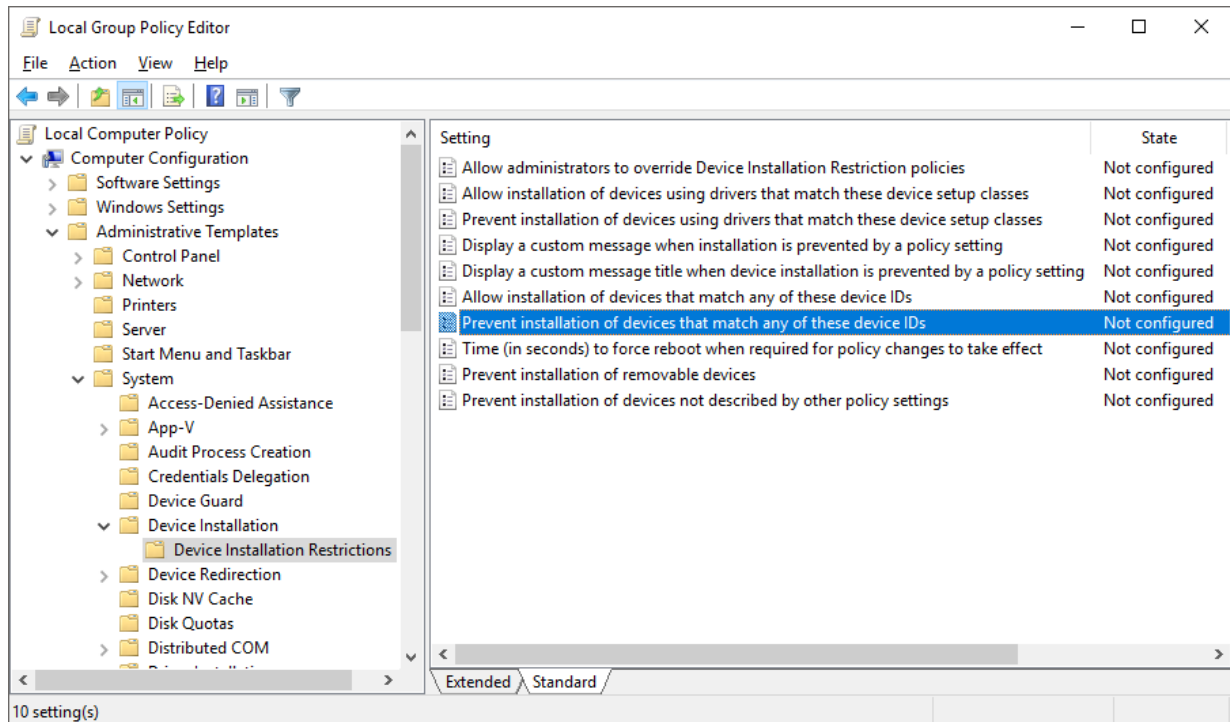 Local Group Policy Editor
File Action View Help
Local Computer Policy
Computer Configuration
Software Settings
Windows Settings
Administrative Templates
Control Panel
Network
Printers
Server
Start Menu and Taskbar
System
Access-Denied Assistance
App-V
Audit Process Creation
Credentials Delegation
Device Guard
Device Installation
Device Installation Restrictions
Device Redirection
Disk NV Cache
Disk Quotas
Distributed COM
Setting State
Allow administrators to override Device Installation Restriction policies Not configured
Allow installation of devices using drivers that match these device setup classes Not configured
Prevent installation of devices using drivers that match these device setup classes Not configured
Display a custom message when installation is prevented by a policy setting Not configured
Display a custom message title when device installation is prevented by a policy setting Not configured
Allow installation of devices that match any of these device IDs Not configured
Prevent installation of devices that match any of these device IDs Not configured
Time (in seconds) to force reboot when required for policy changes to take effect Not configured
Prevent installation of removable devices Not configured
Prevent installation of devices not described by other policy settings Not configured
Extended Standard
10 setting(s)